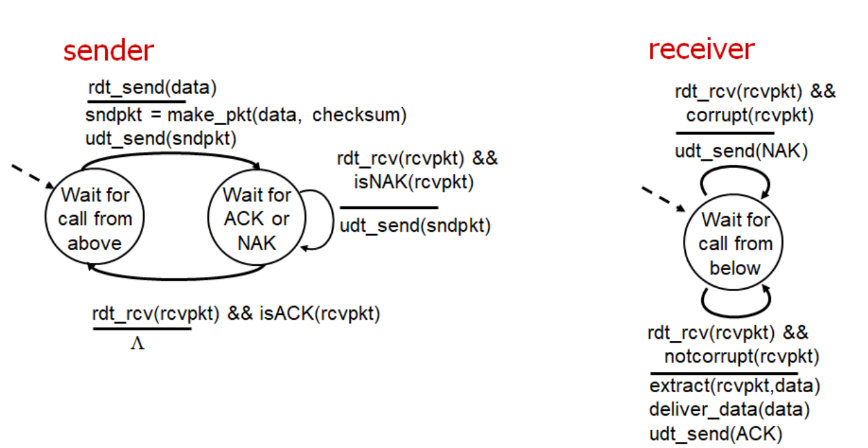 sender
rdt_send(data)
sndpkt = make_pkt(data, checksum)
udt_send(sndpkt)
Wait for
call from
above
Wait for
ACK or
NAK
rdt_rcv(rcvpkt) &&
isNAK(rcvpkt)
udt_send(sndpkt)
rdt_rcv(rcvpkt) && isACK(rcvpkt)
Λ
receiver
rdt_rcv(rcvpkt) &&
corrupt(rcvpkt)
udt_send(NAK)
Wait for
call from
below
rdt_rcv(rcvpkt) &&
notcorrupt(rcvpkt)
extract(rcvpkt,data)
deliver_data(data)
udt_send(ACK)